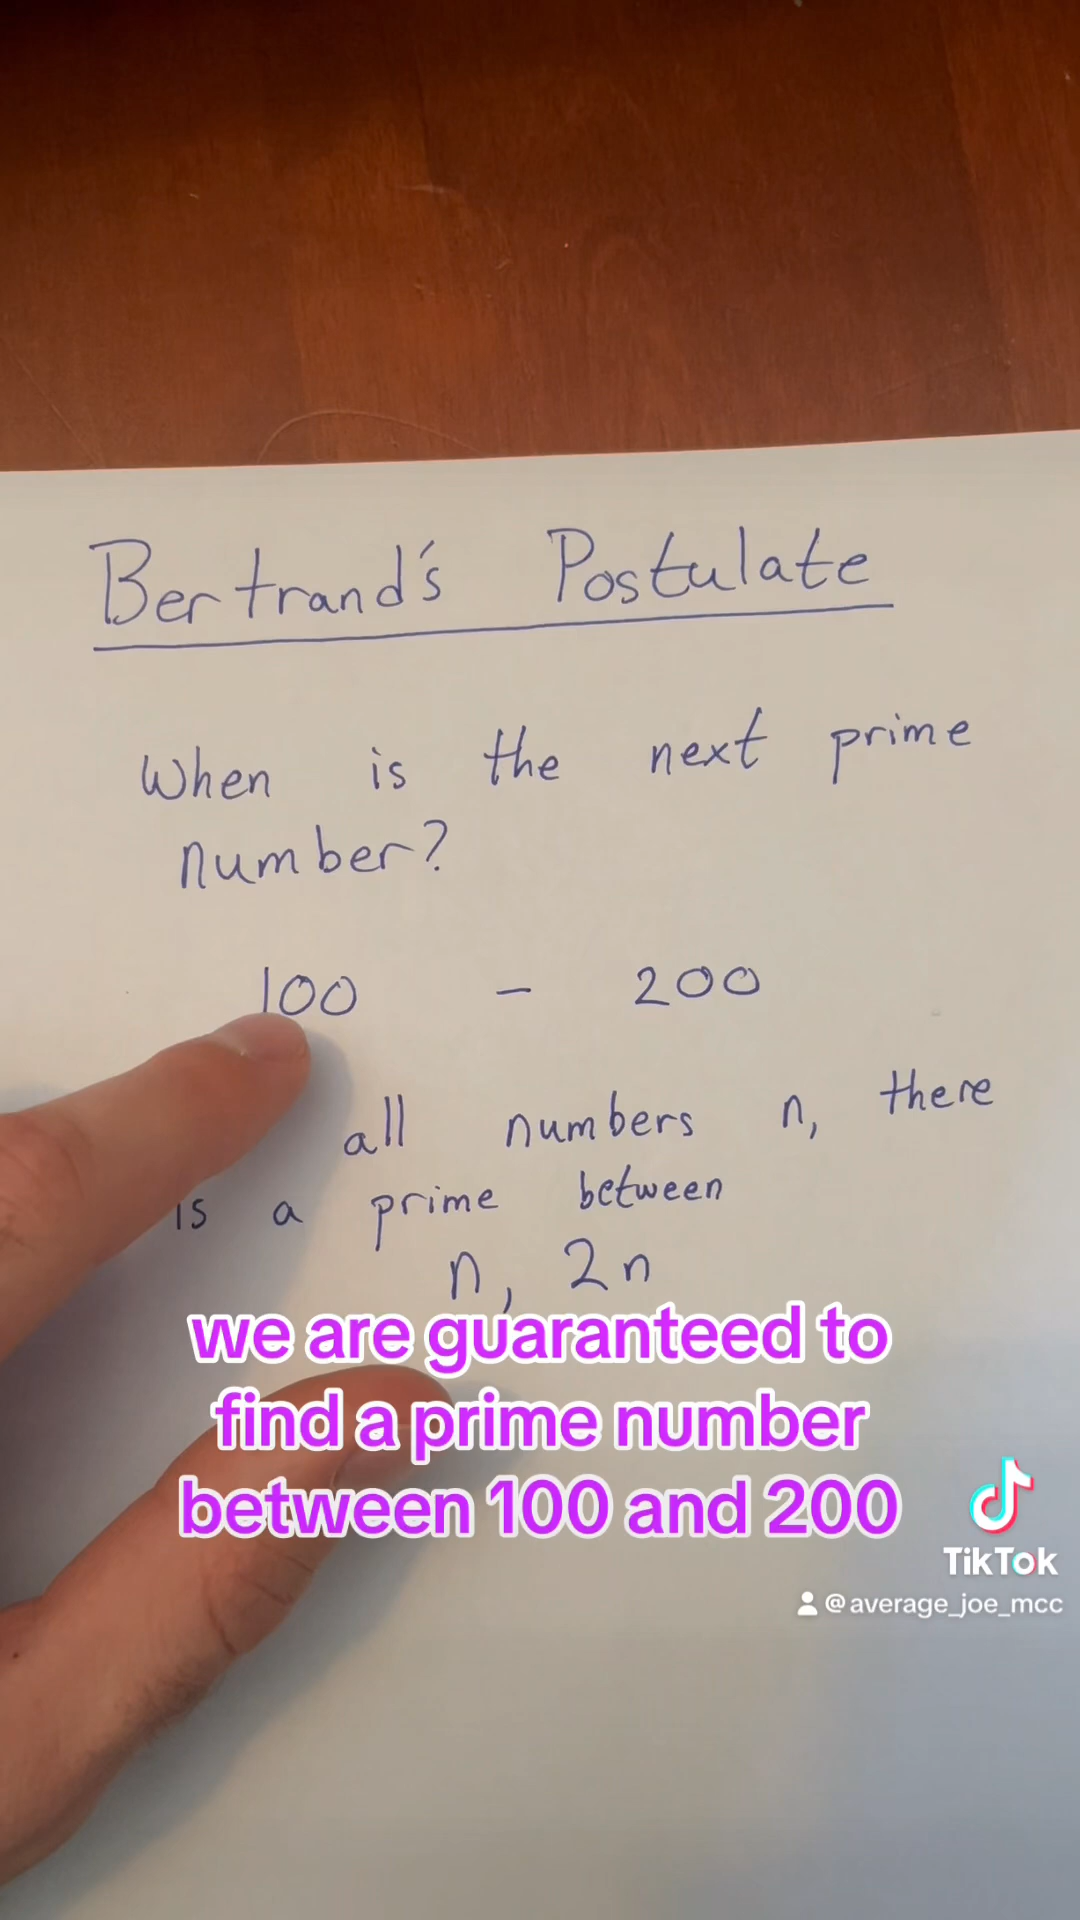 Bertrand's Postulate
When is the next prime
number?
100 - 200
all numbers n, there
is a prime between
n, 2n
we are guaranteed to
find a prime number
between 100 and 200
TikTok
@average_joe_mcc